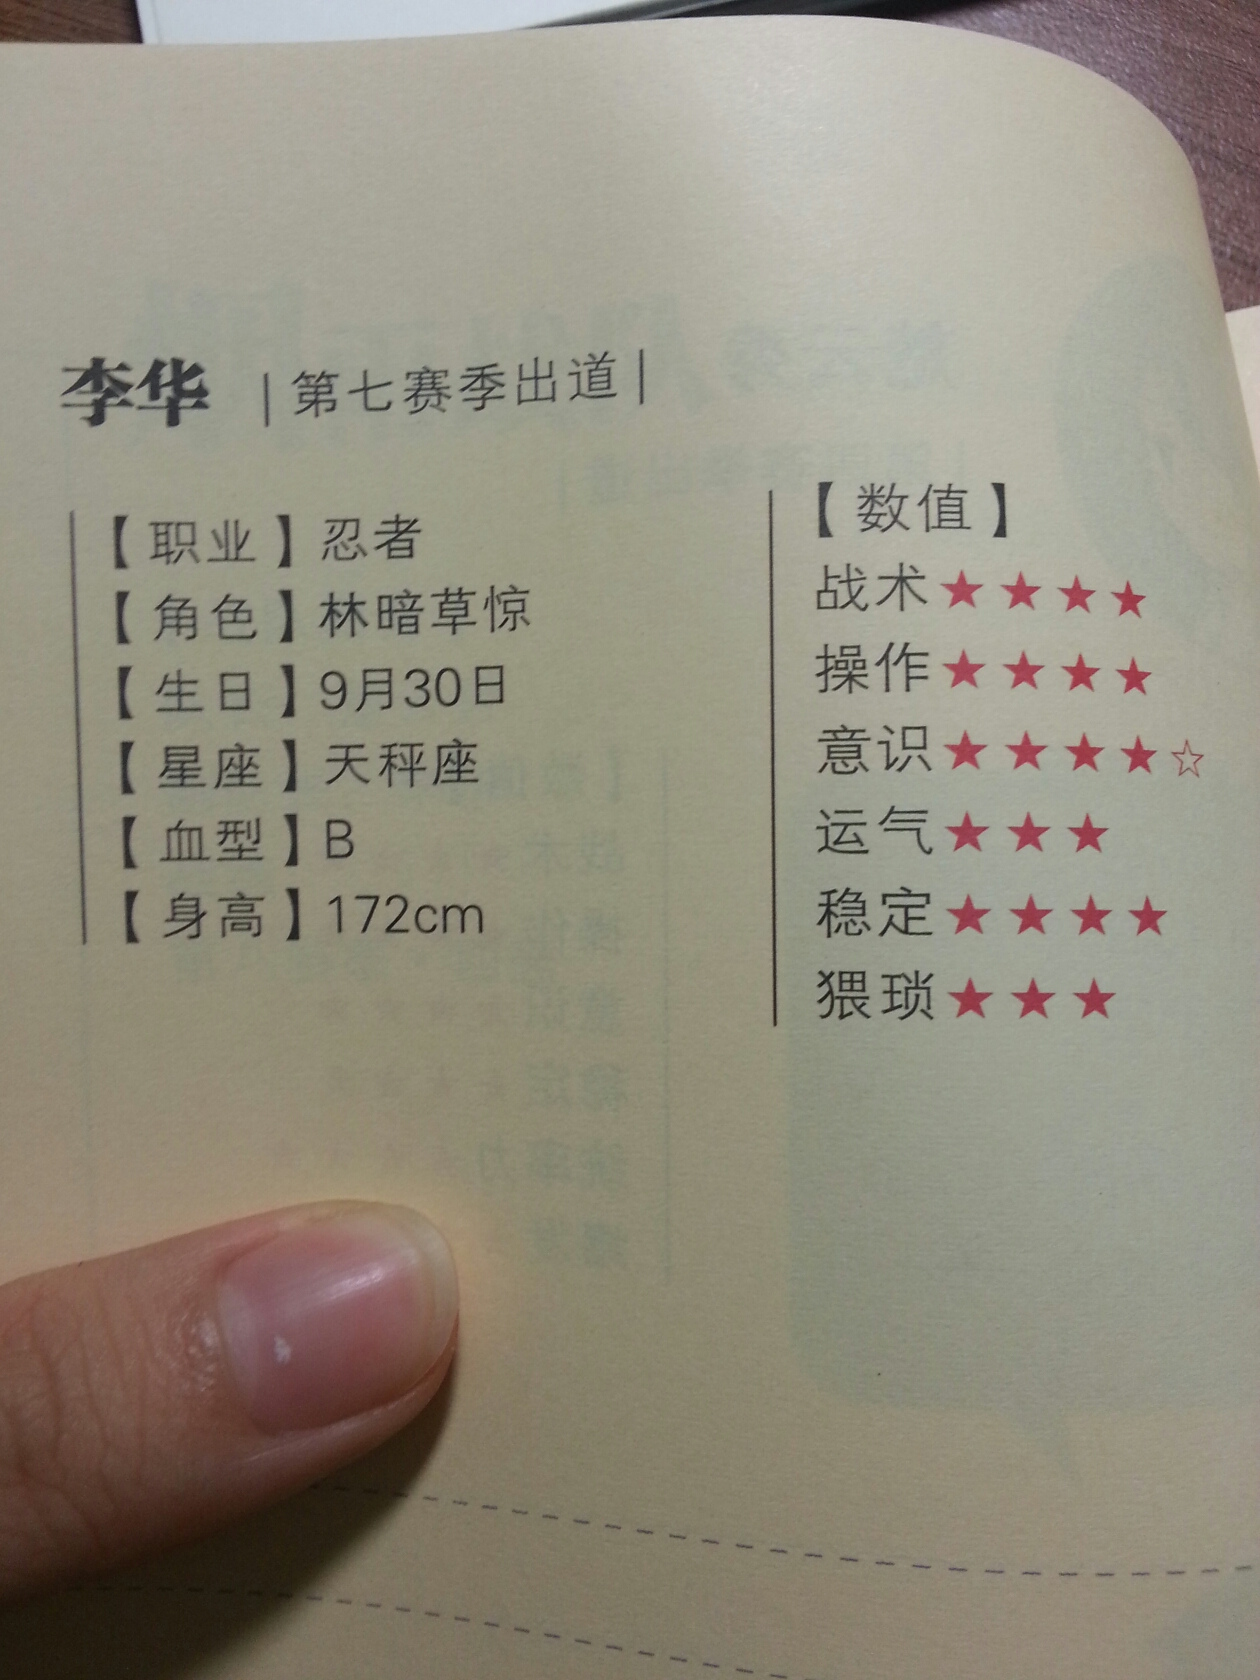 李华 |第七赛季出道|
【职业】忍者
【角色】林暗草惊
【生日】9月30日
【星座】天秤座
【血型】B
【身高】172cm
【数值】
战术★★★★
操作★★★★
意识★★★★☆
运气★★★
稳定★★★★
猥琐★★★